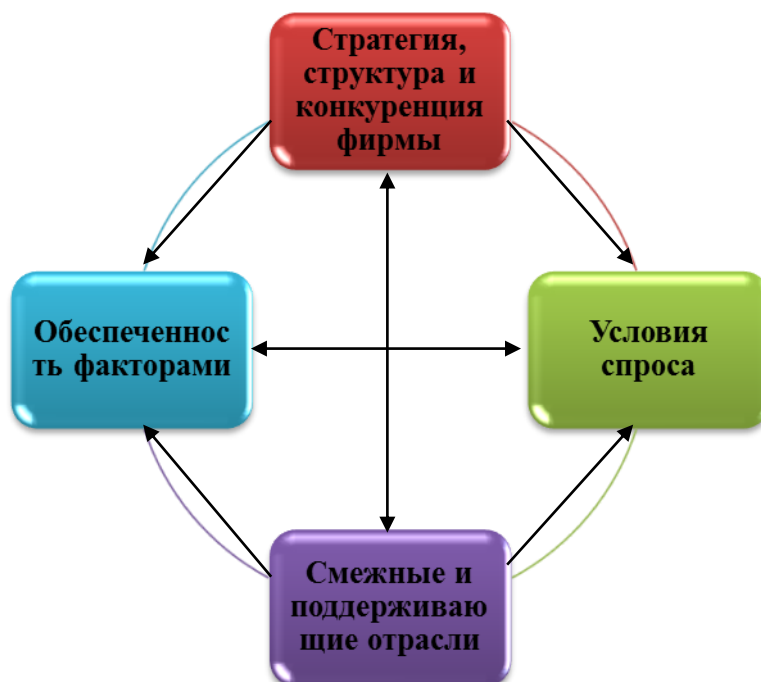 Стратегия,
структура и
конкуренция
фирмы
Обеспеченнос
ть факторами
Условия
спроса
Смежные и
поддерживаю
щие отрасли